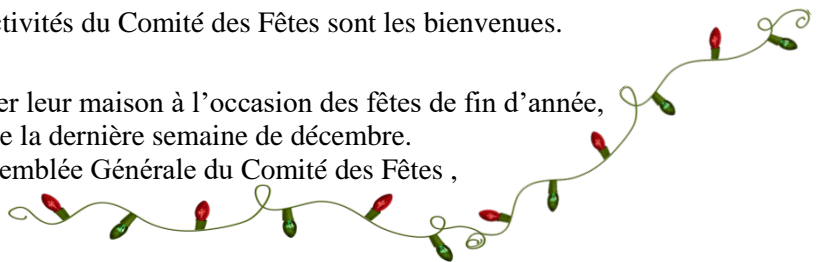 ctivités du Comité des Fêtes sont les bienvenues.
er leur maison à l’occasion des fêtes de fin d’année,
e la dernière semaine de décembre.
emblée Générale du Comité des Fêtes ,